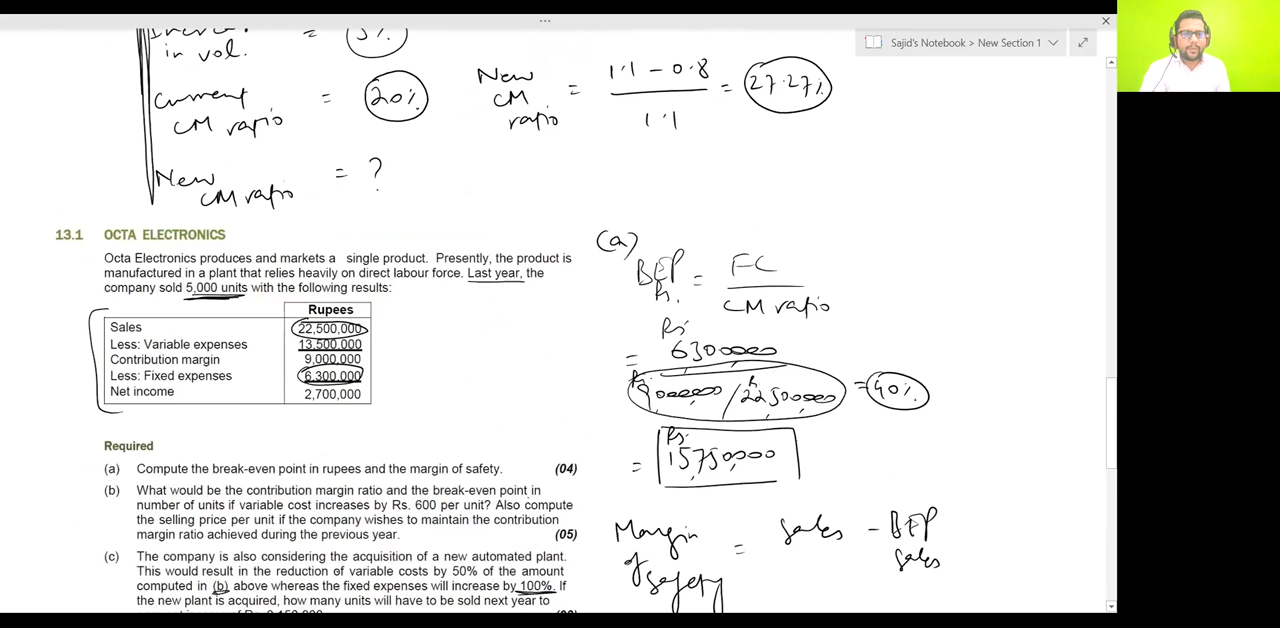 Sajid's Notebook > New Section 1
in vol.
= 5%
Current CM ratio = 20%
New CM ratio = 1.1 - 0.8 / 1.1 = 27.27%
New CM ratio = ?
13.1 OCTA ELECTRONICS
Octa Electronics produces and markets a single product. Presently, the product is
manufactured in a plant that relies heavily on direct labour force. Last year, the
company sold 5,000 units with the following results:
Rupees
Sales 22,500,000
Less: Variable expenses 13,500,000
Contribution margin 9,000,000
Less: Fixed expenses 6,300,000
Net income 2,700,000
Required
(a) Compute the break-even point in rupees and the margin of safety. (04)
(b) What would be the contribution margin ratio and the break-even point in
number of units if variable cost increases by Rs. 600 per unit? Also compute
the selling price per unit if the company wishes to maintain the contribution
margin ratio achieved during the previous year. (05)
(c) The company is also considering the acquisition of a new automated plant.
This would result in the reduction of variable costs by 50% of the amount
computed in (b) above whereas the fixed expenses will increase by 100%. If
the new plant is acquired, how many units will have to be sold next year to
(a)
BEP Rs. = FC / CM ratio
= Rs 6300000
9000000 / 22500000 = 40%
= Rs. 15,750,000
Margin of safety = Sales - BEP sales